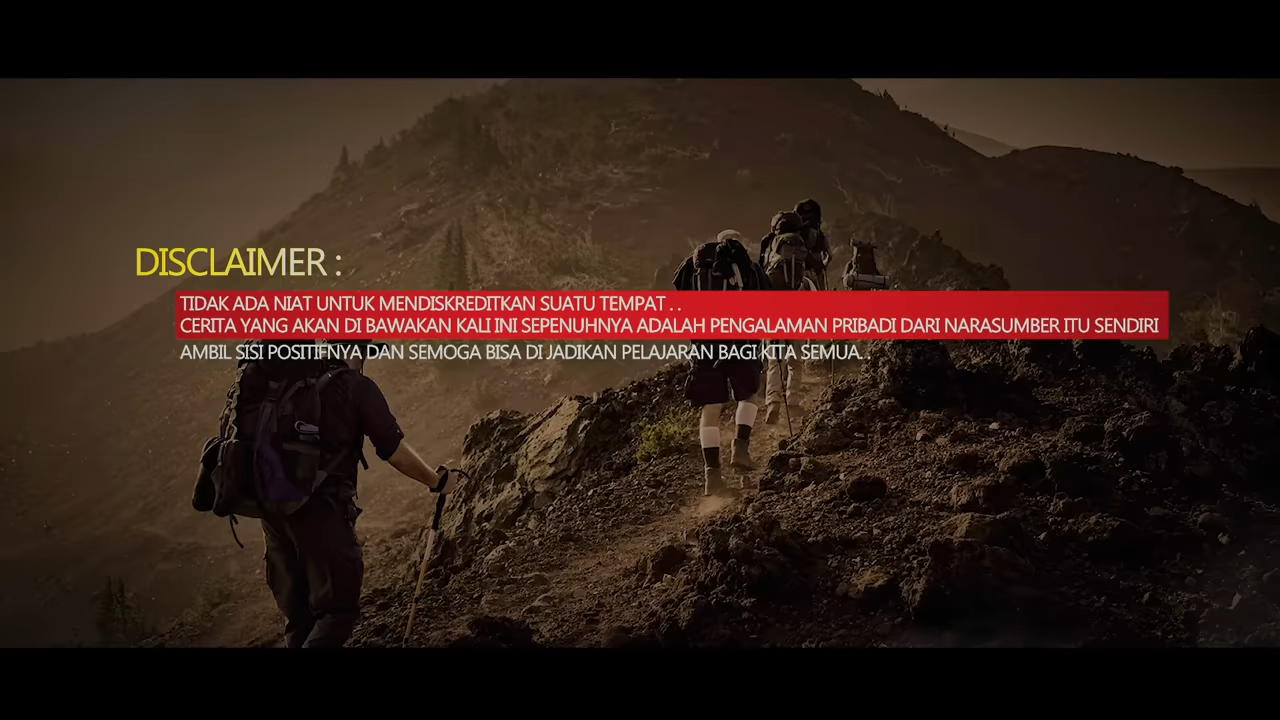 DISCLAIMER :
TIDAK ADA NIAT UNTUK MENDISKREDITKAN SUATU TEMPAT . .
CERITA YANG AKAN DI BAWAKAN KALI INI SEPENUHNYA ADALAH PENGALAMAN PRIBADI DARI NARASUMBER ITU SENDIRI
AMBIL SISI POSITIFNYA DAN SEMOGA BISA DI JADIKAN PELAJARAN BAGI KITA SEMUA. .